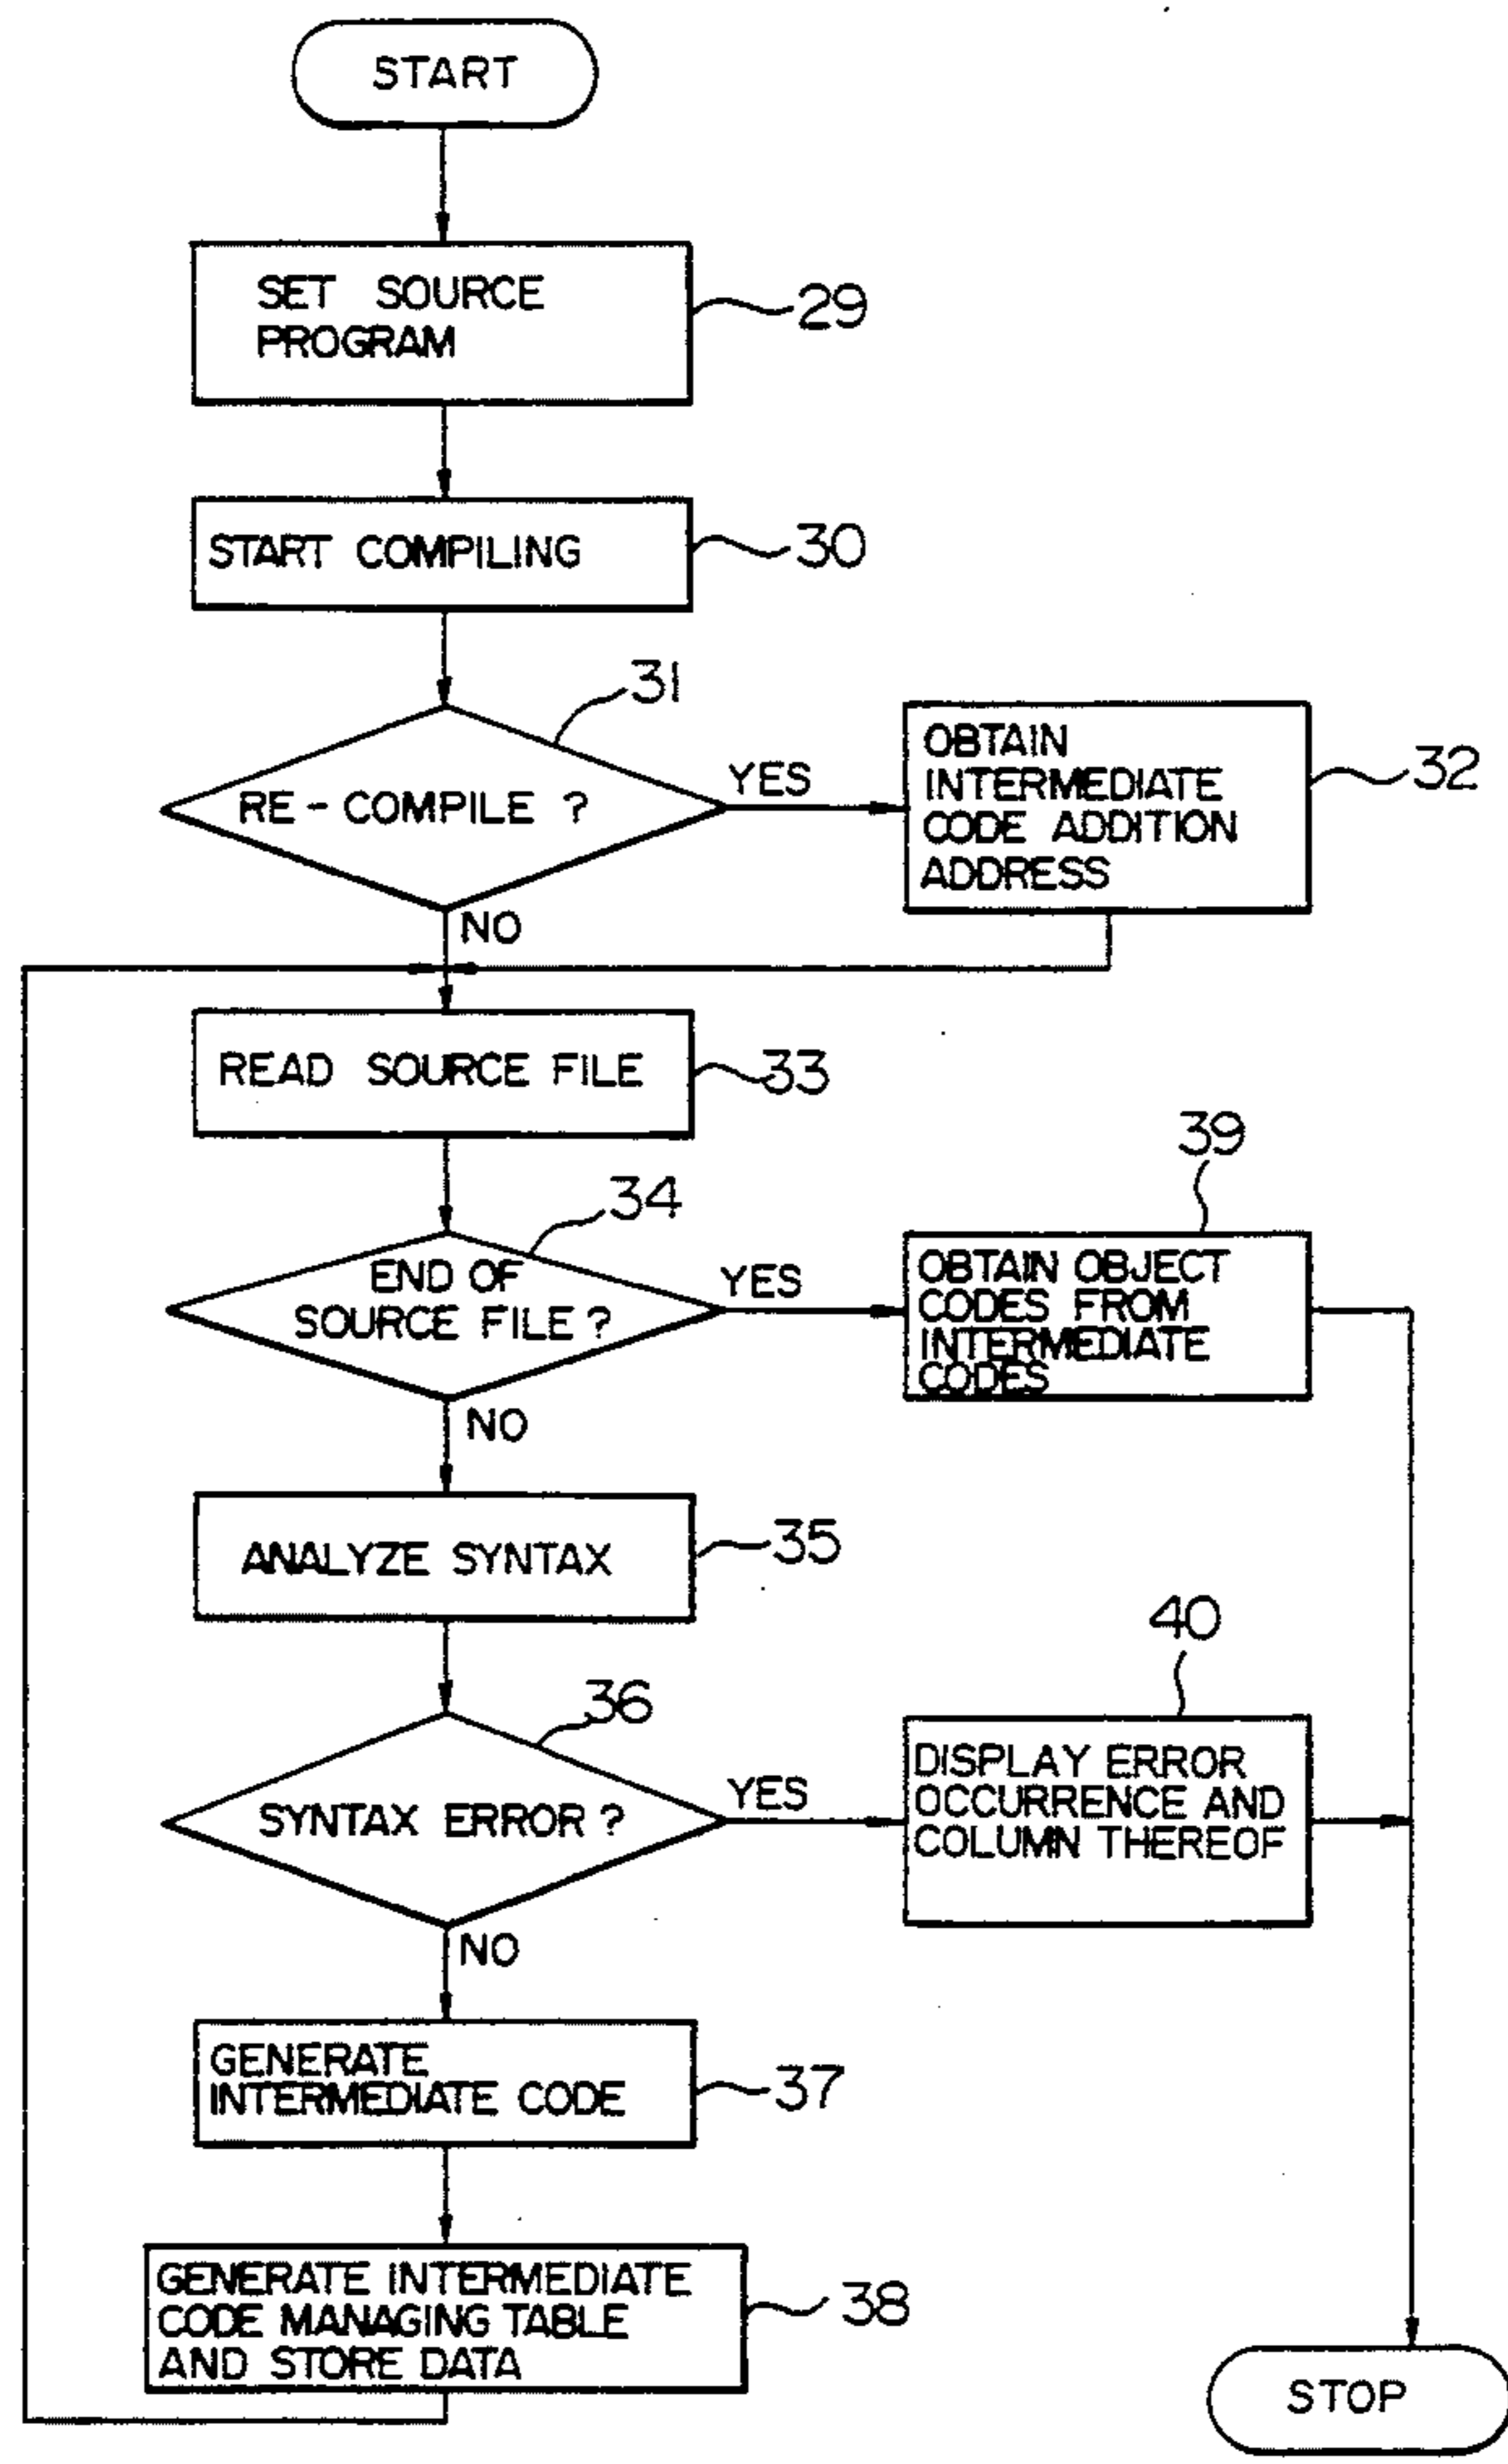 START
SET SOURCE
PROGRAM
29
START COMPILING
30
31
RE-COMPILE ?
YES
OBTAIN
INTERMEDIATE
CODE ADDITION
ADDRESS
32
NO
READ SOURCE FILE
33
34
END OF
SOURCE FILE ?
YES
39
OBTAIN OBJECT
CODES FROM
INTERMEDIATE
CODES
NO
ANALYZE SYNTAX
35
36
SYNTAX ERROR ?
YES
40
DISPLAY ERROR
OCCURRENCE AND
COLUMN THEREOF
NO
GENERATE
INTERMEDIATE CODE
37
GENERATE INTERMEDIATE
CODE MANAGING TABLE
AND STORE DATA
38
STOP